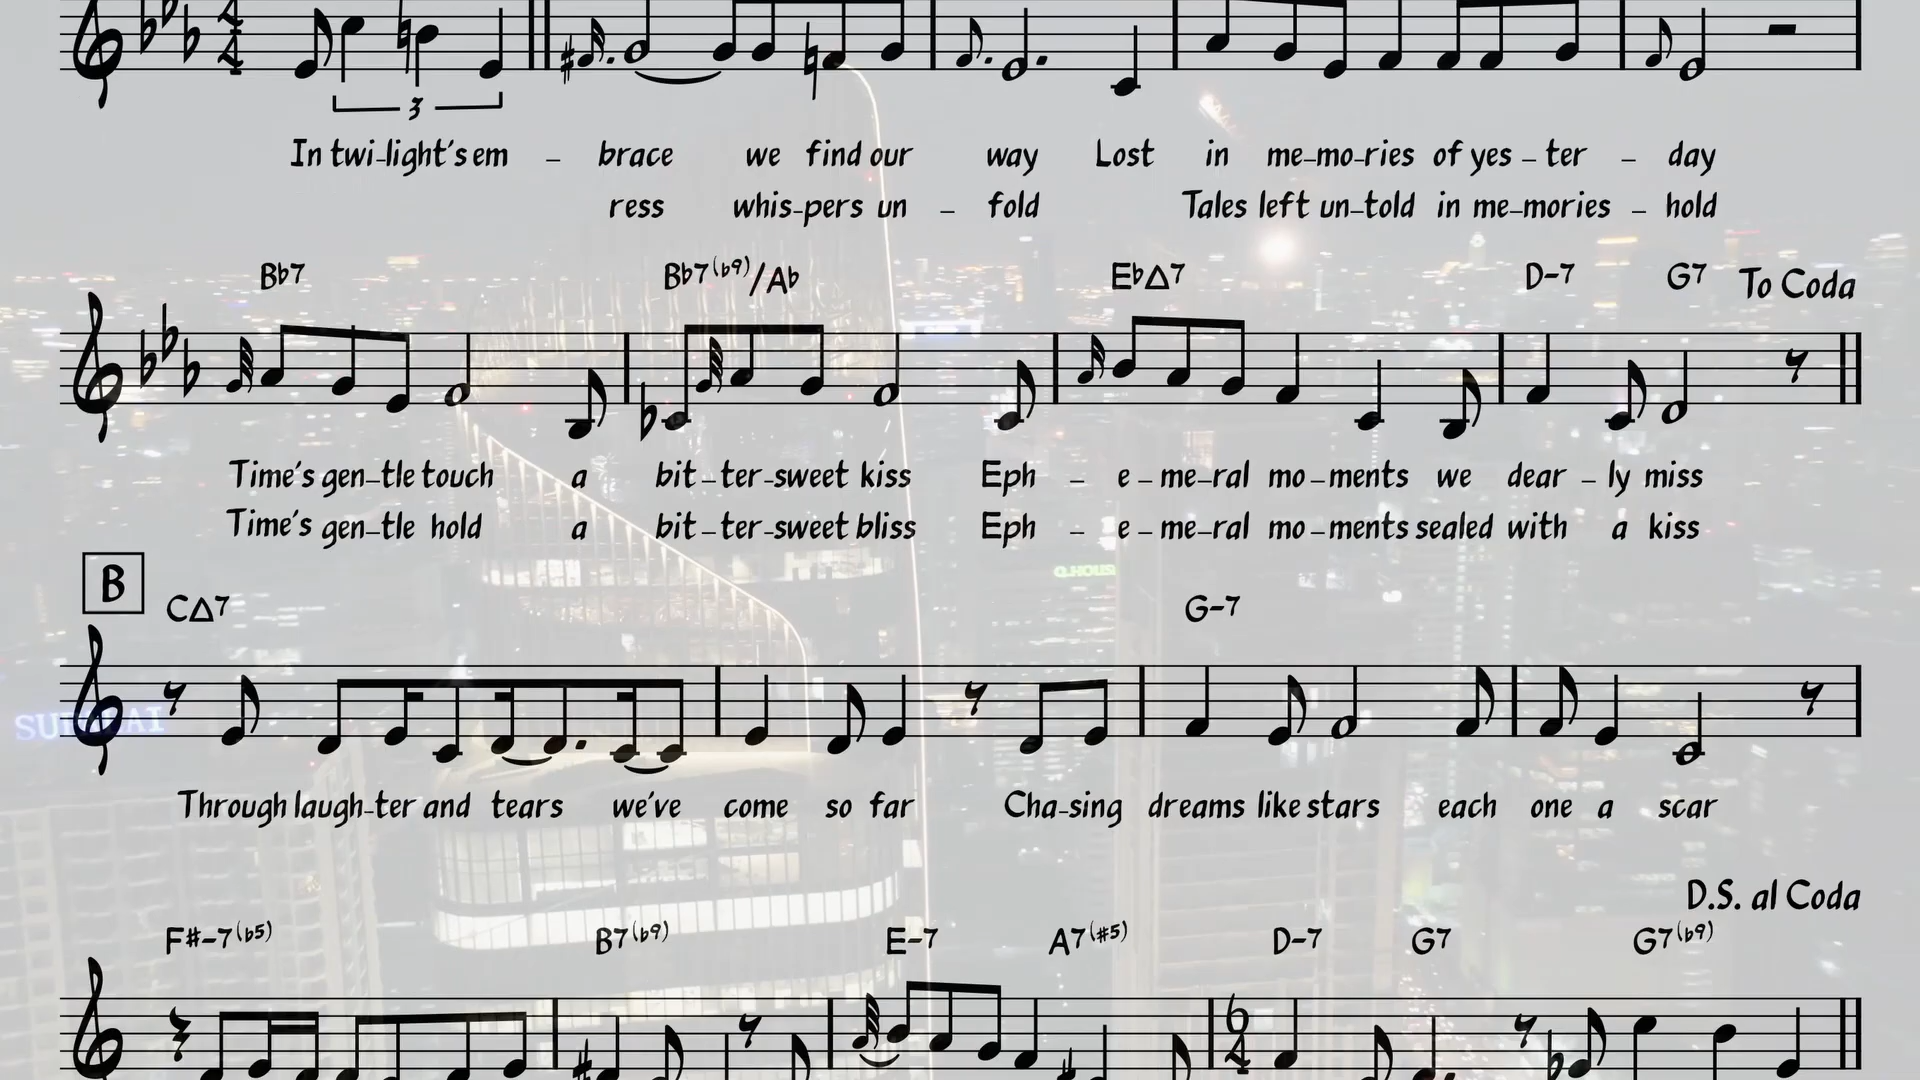 3
In twi-light's em - brace we find our way Lost in me-mo-ries of yes - ter - day
ress whis-pers un - fold Tales left un-told in me-mories - hold
Bb7 Bb7(b9)/Ab EbΔ7 D-7 G7 To Coda
Time's gen-tle touch a bit-ter-sweet kiss Eph - e-me-ral mo-ments we dear-ly miss
Time's gen-tle hold a bit-ter-sweet bliss Eph - e-me-ral mo-ments sealed with a kiss
B
CΔ7 G-7
Through laugh-ter and tears we've come so far Cha-sing dreams like stars each one a scar
D.S. al Coda
F#-7(b5) B7(b9) E-7 A7(#5) D-7 G7 G7(b9)
6
4